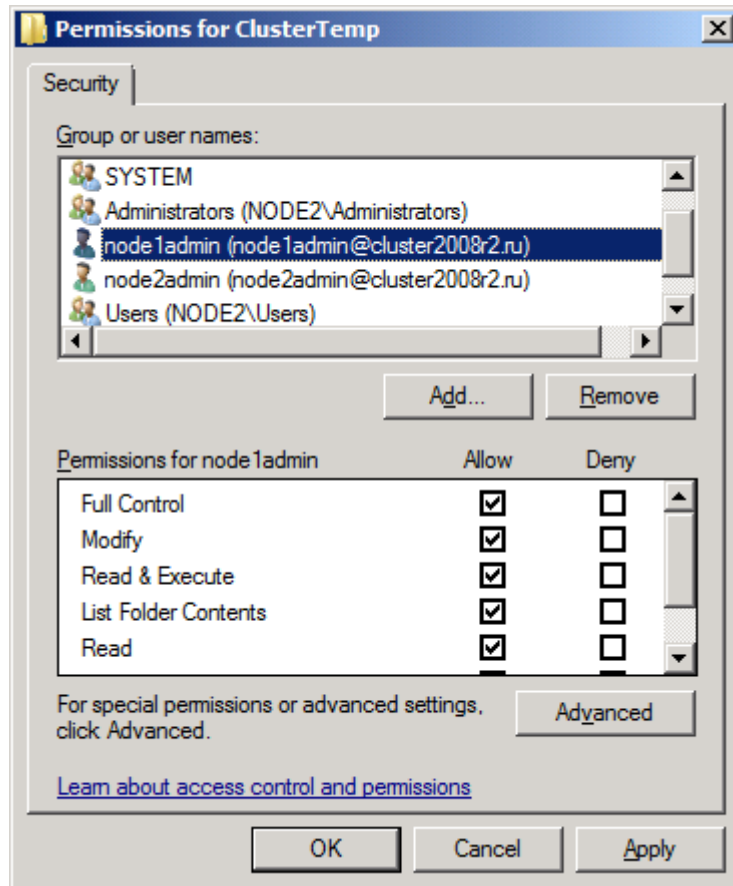 Permissions for ClusterTemp
Security
Group or user names:
SYSTEM
Administrators (NODE2\Administrators)
node1admin (node1admin@cluster2008r2.ru)
node2admin (node2admin@cluster2008r2.ru)
Users (NODE2\Users)
Add... Remove
Permissions for node1admin Allow Deny
Full Control
Modify
Read & Execute
List Folder Contents
Read
For special permissions or advanced settings, Advanced
click Advanced.
Learn about access control and permissions
OK Cancel Apply